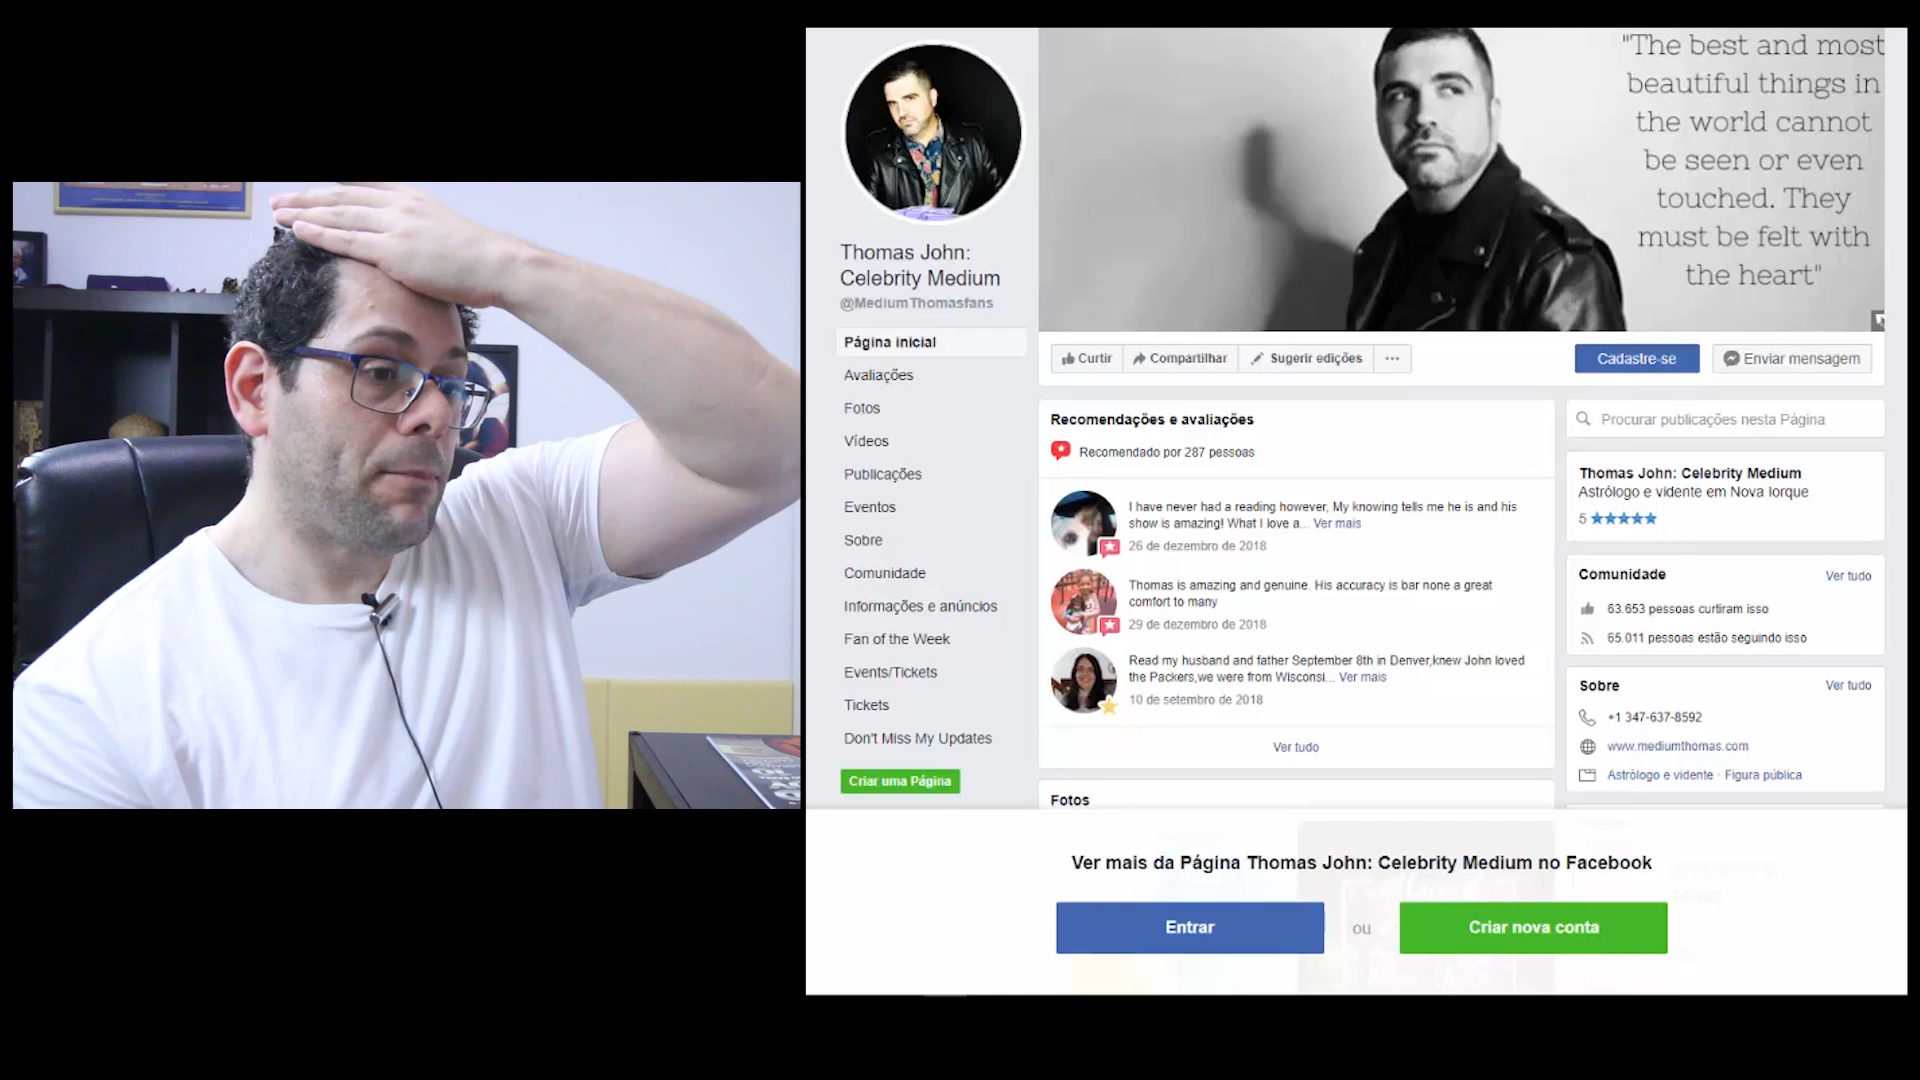 Thomas John:
Celebrity Medium
@MediumThomasfans
Página inicial
Avaliações
Fotos
Vídeos
Publicações
Eventos
Sobre
Comunidade
Informações e anúncios
Fan of the Week
Events/Tickets
Tickets
Don't Miss My Updates
Criar uma Página
"The best and most
beautiful things in
the world cannot
be seen or even
touched. They
must be felt with
the heart"
Curtir
Compartilhar
Sugerir edições
...
Cadastre-se
Enviar mensagem
Recomendações e avaliações
Recomendado por 287 pessoas
I have never had a reading however, My knowing tells me he is and his
show is amazing! What I love a... Ver mais
26 de dezembro de 2018
Thomas is amazing and genuine. His accuracy is bar none a great
comfort to many
29 de dezembro de 2018
Read my husband and father September 8th in Denver,knew John loved
the Packers,we were from Wisconsi... Ver mais
10 de setembro de 2018
Ver tudo
Fotos
Procurar publicações nesta Página
Thomas John: Celebrity Medium
Astrólogo e vidente em Nova Iorque
5
Comunidade Ver tudo
63.653 pessoas curtiram isso
65.011 pessoas estão seguindo isso
Sobre Ver tudo
+1 347-637-8592
www.mediumthomas.com
Astrólogo e vidente · Figura pública
Ver mais da Página Thomas John: Celebrity Medium no Facebook
Entrar
ou
Criar nova conta